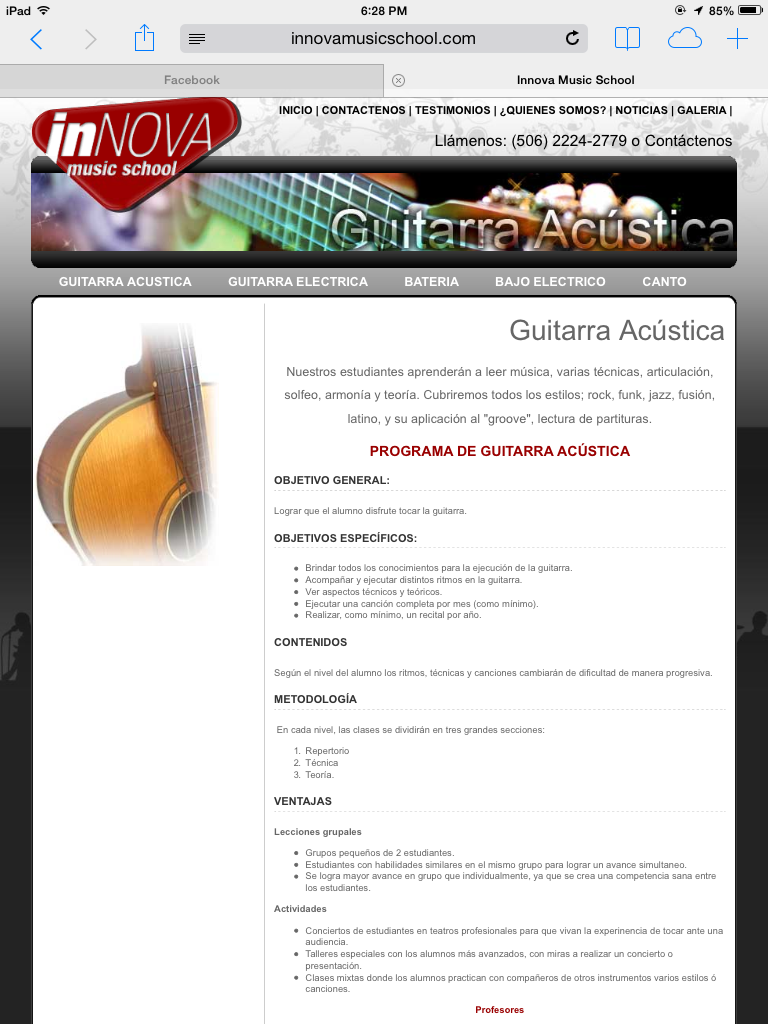 iPad 6:28 PM 85%
innovamusicschool.com
Facebook
Innova Music School
inNOVA
music school
INICIO | CONTACTENOS | TESTIMONIOS | ¿QUIENES SOMOS? | NOTICIAS | GALERIA |
Llámenos: (506) 2224-2779 o Contáctenos
Guitarra Acústica
GUITARRA ACUSTICA GUITARRA ELECTRICA BATERIA BAJO ELECTRICO CANTO
Guitarra Acústica
Nuestros estudiantes aprenderán a leer música, varias técnicas, articulación,
solfeo, armonía y teoría. Cubriremos todos los estilos; rock, funk, jazz, fusión,
latino, y su aplicación al "groove", lectura de partituras.
PROGRAMA DE GUITARRA ACÚSTICA
OBJETIVO GENERAL:
Lograr que el alumno disfrute tocar la guitarra.
OBJETIVOS ESPECÍFICOS:
• Brindar todos los conocimientos para la ejecución de la guitarra.
• Acompañar y ejecutar distintos ritmos en la guitarra.
• Ver aspectos técnicos y teóricos.
• Ejecutar una canción completa por mes (como mínimo).
• Realizar, como mínimo, un recital por año.
CONTENIDOS
Según el nivel del alumno los ritmos, técnicas y canciones cambiarán de dificultad de manera progresiva.
METODOLOGÍA
En cada nivel, las clases se dividirán en tres grandes secciones:
1. Repertorio
2. Técnica
3. Teoría.
VENTAJAS
Lecciones grupales
• Grupos pequeños de 2 estudiantes.
• Estudiantes con habilidades similares en el mismo grupo para lograr un avance simultaneo.
• Se logra mayor avance en grupo que individualmente, ya que se crea una competencia sana entre
los estudiantes.
Actividades
• Conciertos de estudiantes en teatros profesionales para que vivan la experinencia de tocar ante una
audiencia.
• Talleres especiales con los alumnos más avanzados, con miras a realizar un concierto o
presentación.
• Clases mixtas donde los alumnos practican con compañeros de otros instrumentos varios estilos ó
canciones.
Profesores